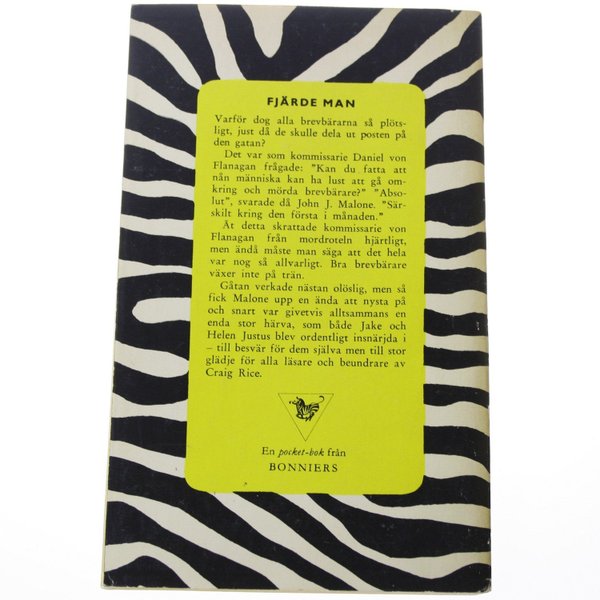 FJÄRDE MAN
Varför dog alla brevbärarna så plöts-
ligt, just då de skulle dela ut posten på
den gatan?
Det var som kommissarie Daniel von
Flanagan frågade: ”Kan du fatta att
nån människa kan ha lust att gå om-
kring och mörda brevbärare?” ”Abso-
lut”, svarade då John J. Malone. ”Sär-
skilt kring den första i månaden.”
Åt detta skrattade kommissarie von
Flanagan från mordroteln hjärtligt,
men ändå måste man säga att det hela
var nog så allvarligt. Bra brevbärare
växer inte på trän.
Gåtan verkade nästan olöslig, men så
fick Malone upp en ända att nysta på
och snart var givetvis alltsammans en
enda stor härva, som både Jake och
Helen Justus blev ordentligt insnärjda i
– till besvär för dem själva men till stor
glädje för alla läsare och beundrare av
Craig Rice.
En pocket-bok från
BONNIERS